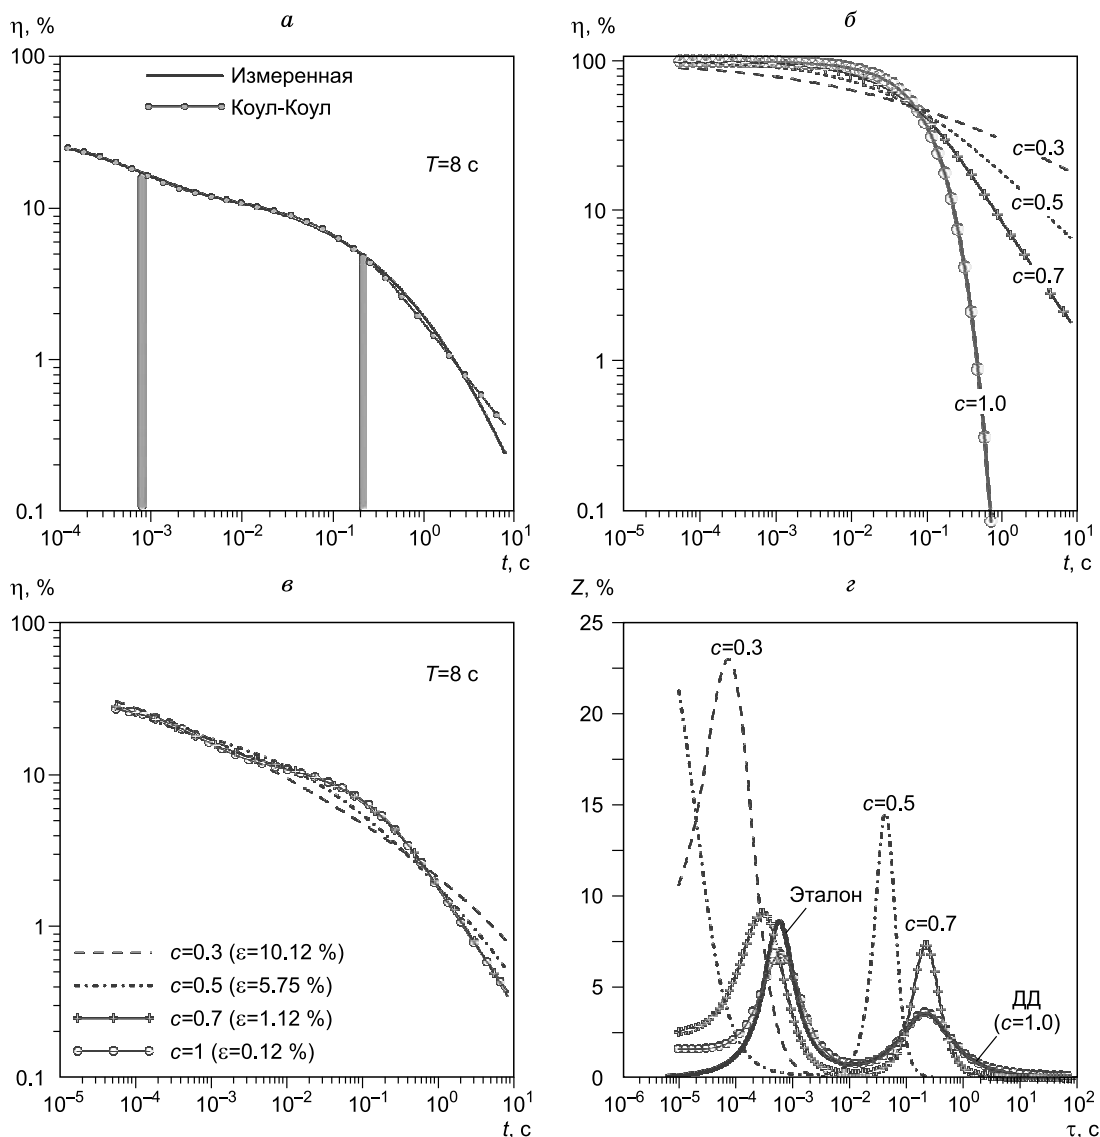 а
η, %
100
10
1
0.1
Измеренная
Коул-Коул
T=8 с
10⁻⁴ 10⁻³ 10⁻² 10⁻¹ 10⁰ 10¹
t, с
б
η, %
100
10
1
0.1
c=0.3
c=0.5
c=0.7
c=1.0
10⁻⁵ 10⁻⁴ 10⁻³ 10⁻² 10⁻¹ 10⁰ 10¹
t, с
в
η, %
100
10
1
0.1
T=8 с
c=0.3 (ε=10.12 %)
c=0.5 (ε=5.75 %)
c=0.7 (ε=1.12 %)
c=1 (ε=0.12 %)
10⁻⁵ 10⁻⁴ 10⁻³ 10⁻² 10⁻¹ 10⁰ 10¹
t, с
г
Z, %
25
20
15
10
5
0
c=0.3
c=0.5
Эталон
c=0.7
ДД
(c=1.0)
10⁻⁶ 10⁻⁵ 10⁻⁴ 10⁻³ 10⁻² 10⁻¹ 10⁰ 10¹ 10²
τ, с